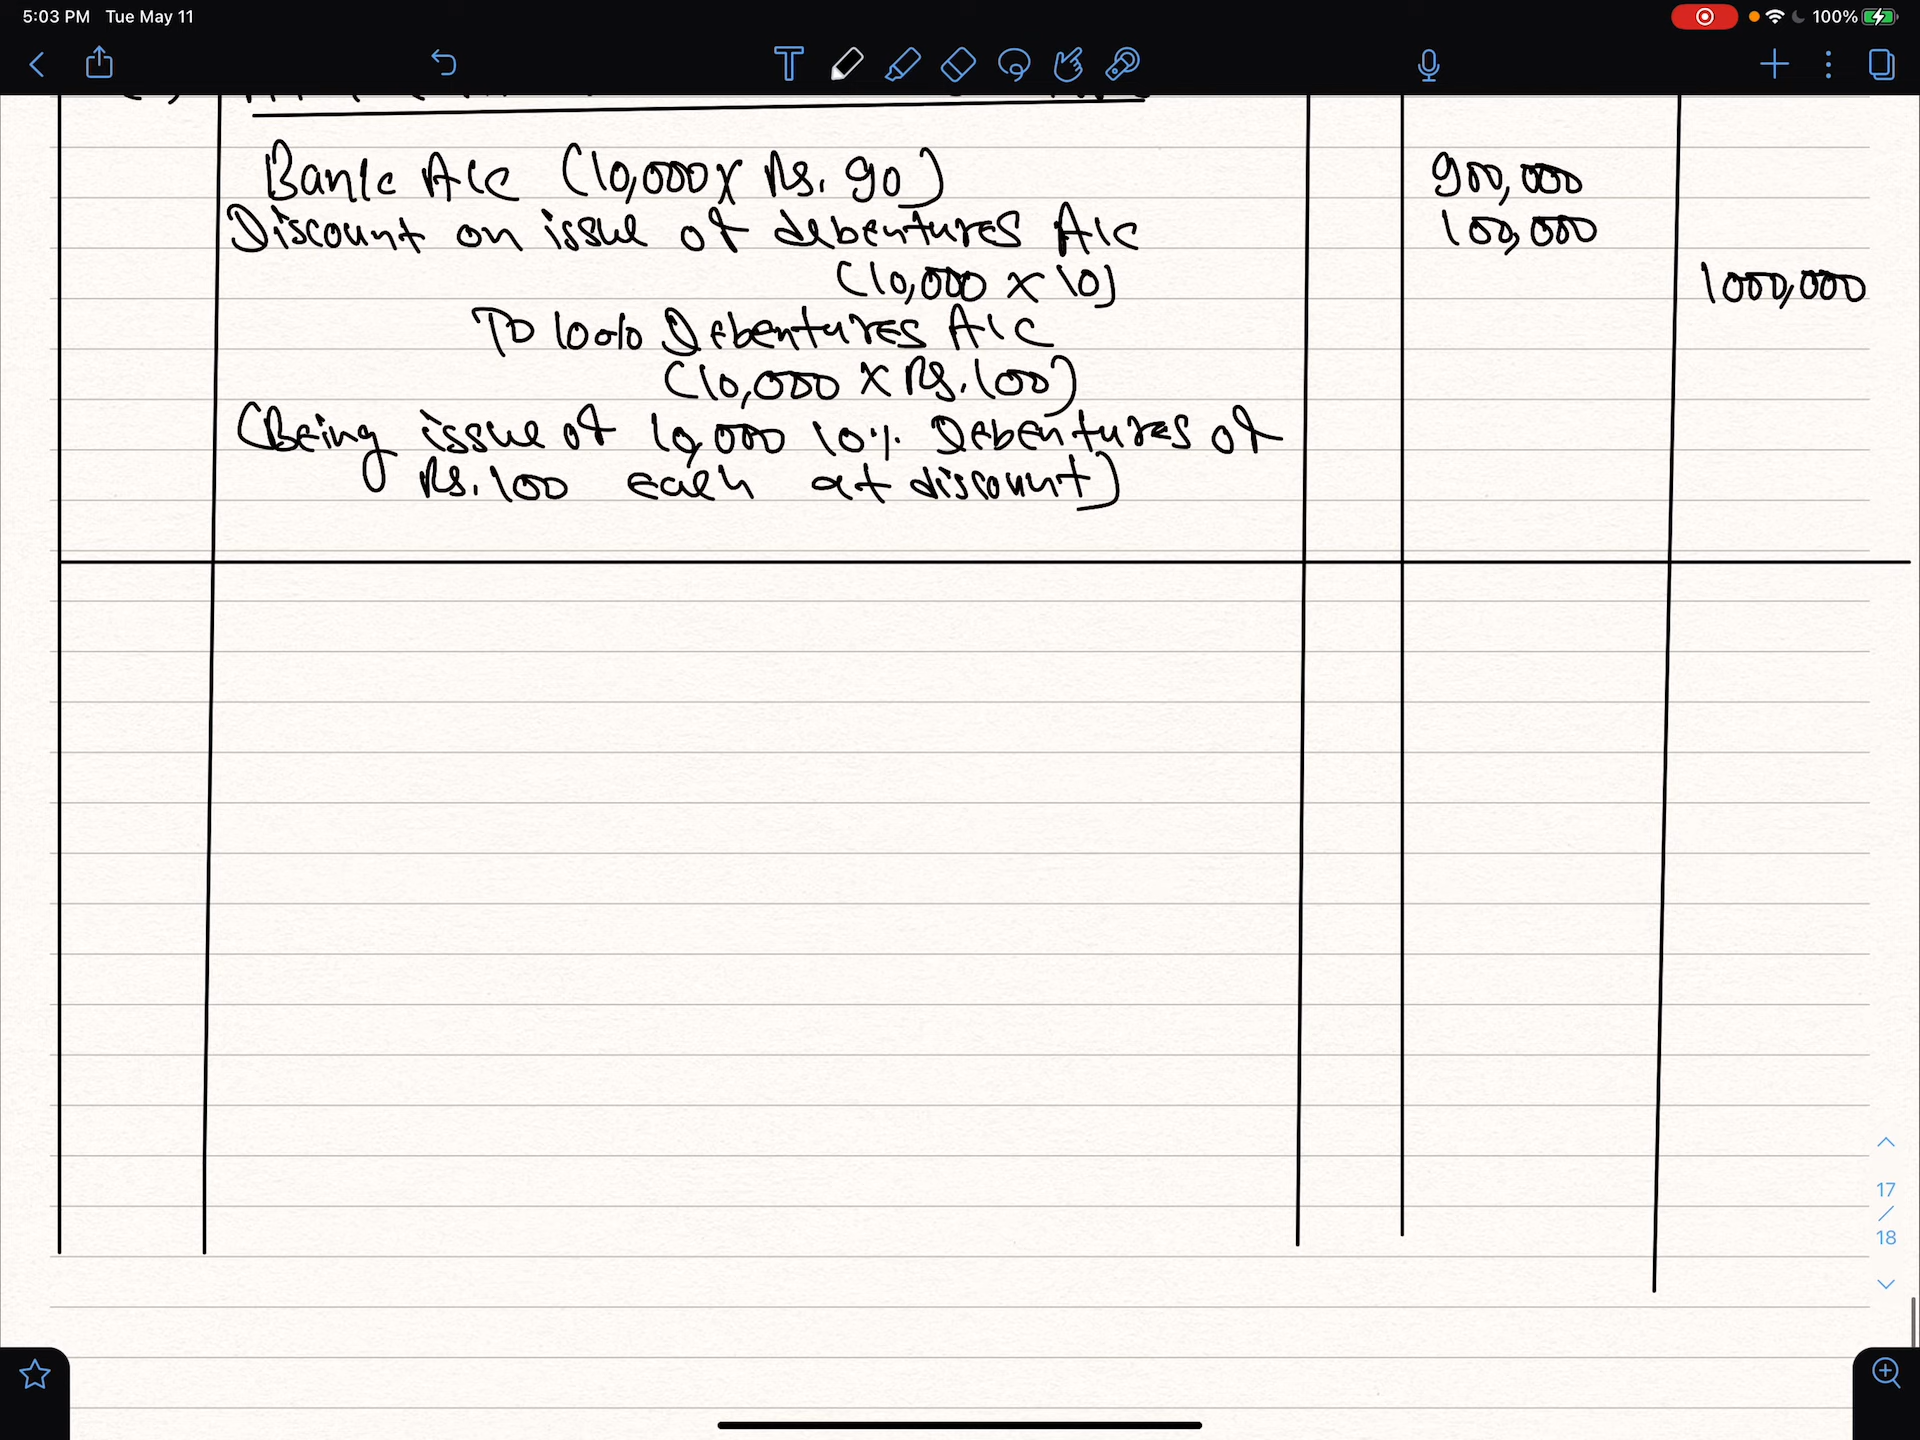 5:03 PM Tue May 11
100%
Bank A/c (10,000 x Rs. 90) 900,000
Discount on issue of debentures A/c 100,000
(10,000 x 10) 1000,000
To 10% Debentures A/c
(10,000 x Rs. 100)
(Being issue of 10,000 10% Debentures of
Rs. 100 each at discount)
17
/
18